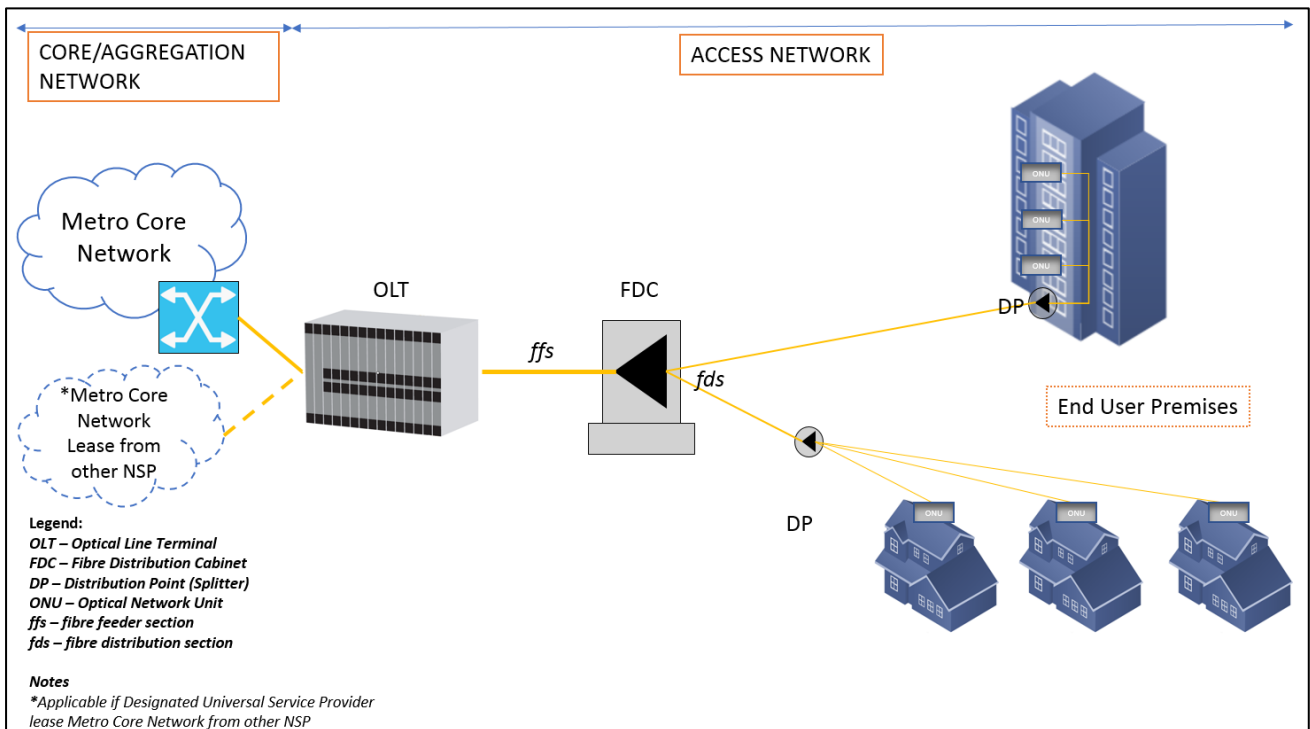 CORE/AGGREGATION
NETWORK
ACCESS NETWORK
Metro Core
Network
OLT
FDC
ffs
fds
*Metro Core
Network
Lease from
other NSP
ONU
ONU
ONU
DP
End User Premises
DP
ONU
ONU
ONU
Legend:
OLT – Optical Line Terminal
FDC – Fibre Distribution Cabinet
DP – Distribution Point (Splitter)
ONU – Optical Network Unit
ffs – fibre feeder section
fds – fibre distribution section
Notes
*Applicable if Designated Universal Service Provider
lease Metro Core Network from other NSP